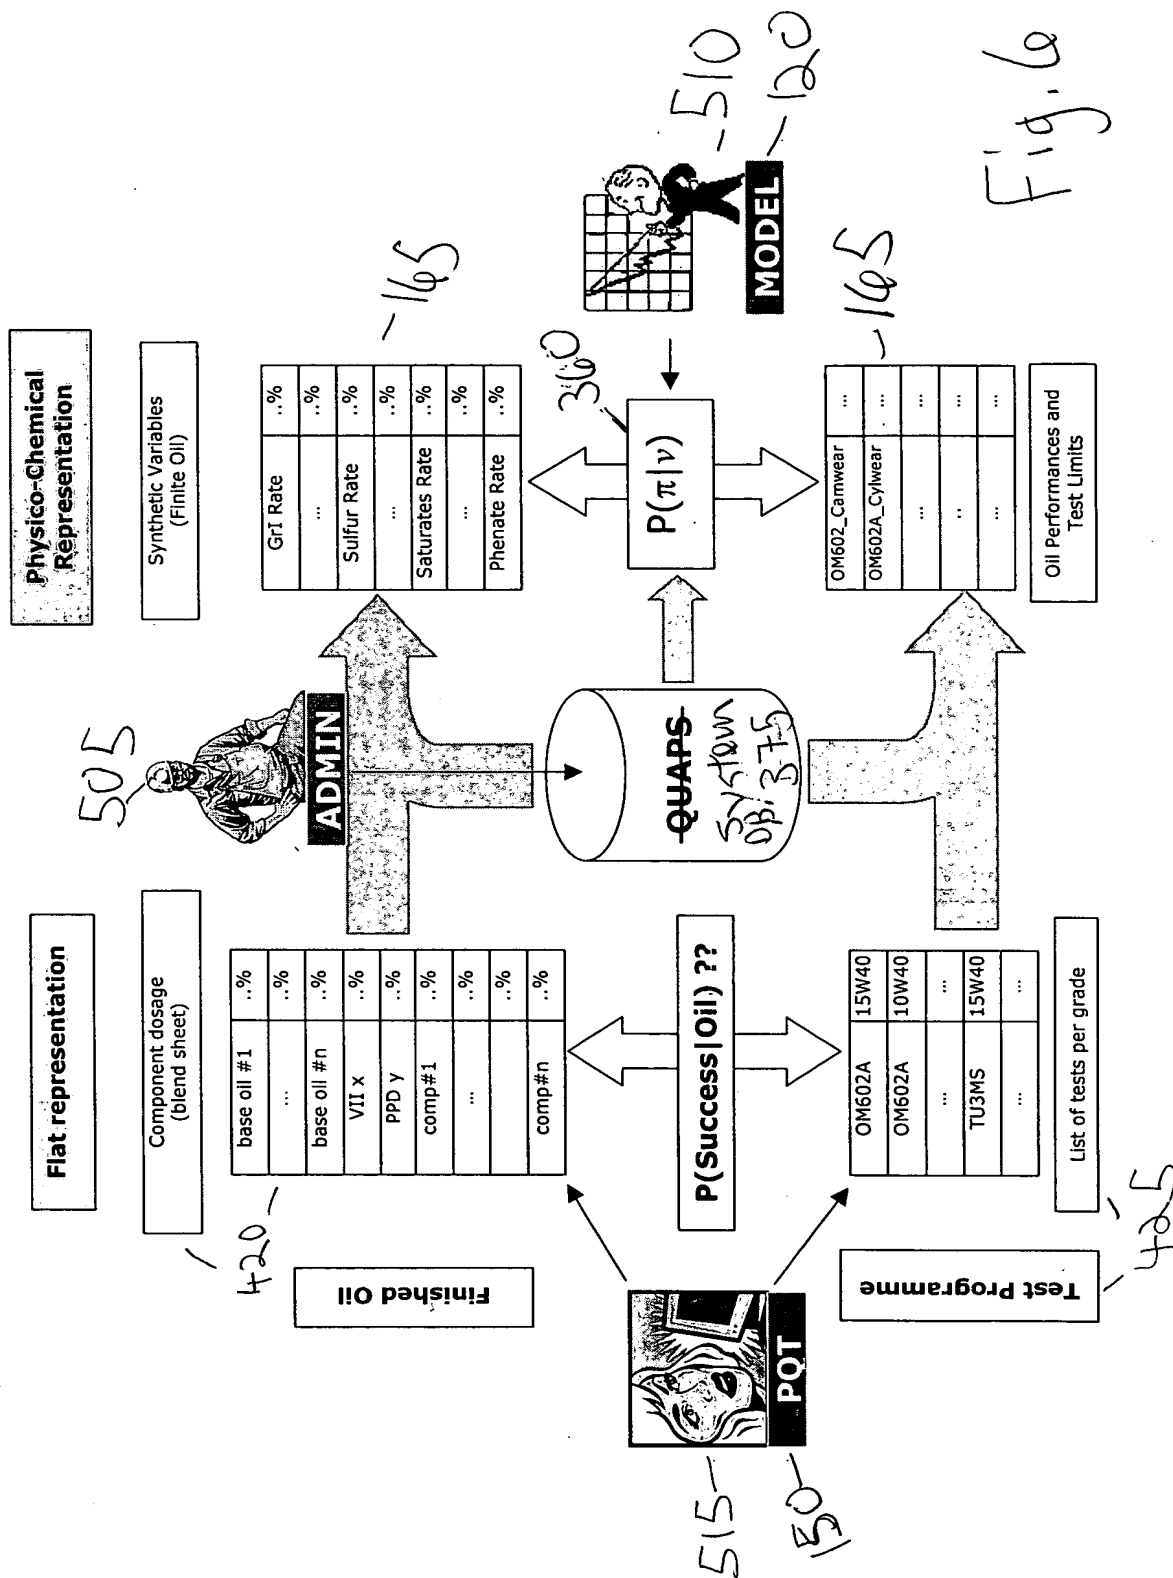 Flat representation
Physico-Chemical
Representation
Component dosage
(blend sheet)
505
Synthetic Variables
(Finite Oil)
420
ADMIN
165
Finished Oil
base oil #1 ..%
... ..%
base oil #n ..%
VII x ..%
PPD y ..%
comp#1 ..%
... ..%
..%
comp#n ..%
GrI Rate ..%
... ..%
Sulfur Rate ..%
... ..%
Saturates Rate ..%
... ..%
Phenate Rate ..%
515
150
PQT
P(Success|Oil) ??
QUAPS
System
DB. 375
360
P(π|ν)
MODEL
510
120
Test Programme
425
OM602A 15W40
OM602A 10W40
... ...
TU3MS 15W40
... ...
List of tests per grade
OM602_Camwear ...
OM602A_Cylwear ...
... ...
.. ...
... ...
165
Oil Performances and
Test Limits
Fig. 6